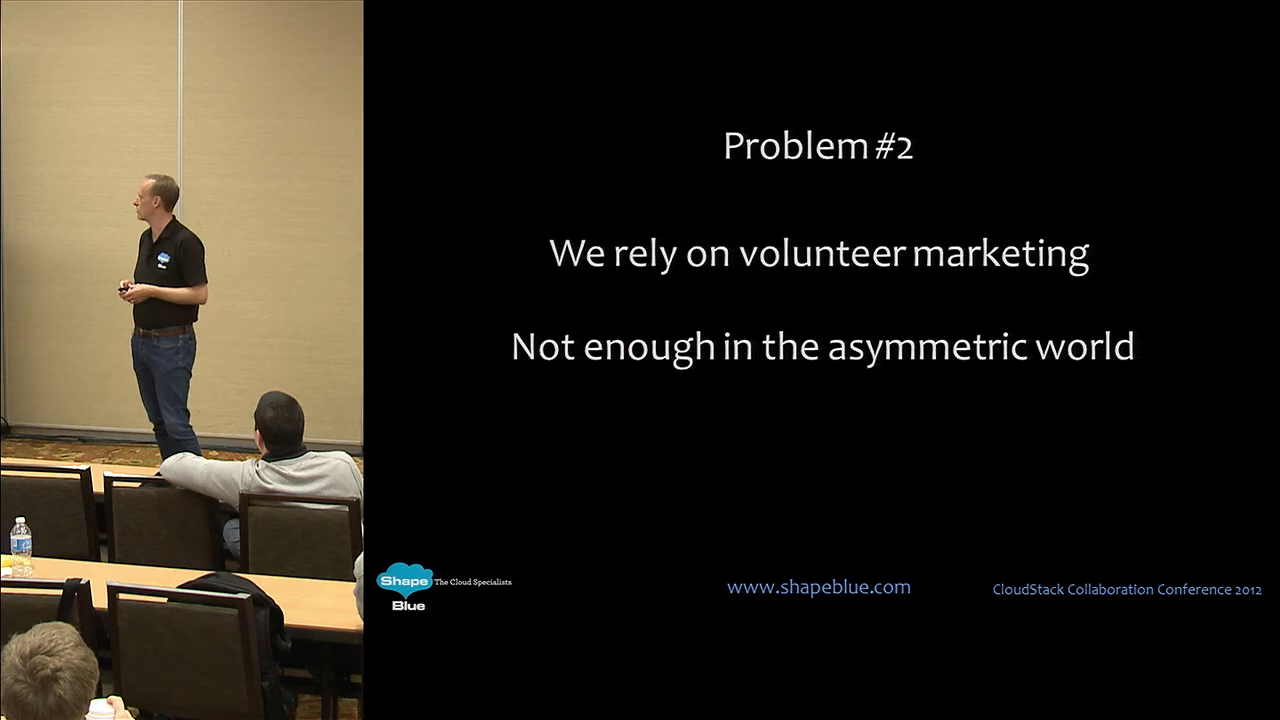 Problem #2
We rely on volunteer marketing
Not enough in the asymmetric world
Shape
Blue
The Cloud Specialists
www.shapeblue.com
CloudStack Collaboration Conference 2012